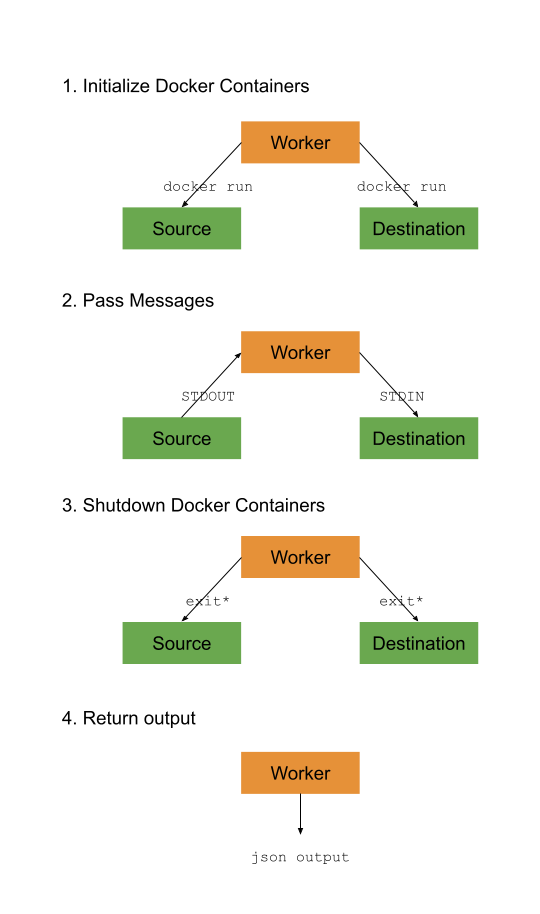 1. Initialize Docker Containers
Worker
docker run docker run
Source Destination
2. Pass Messages
Worker
STDOUT STDIN
Source Destination
3. Shutdown Docker Containers
Worker
exit* exit*
Source Destination
4. Return output
Worker
json output